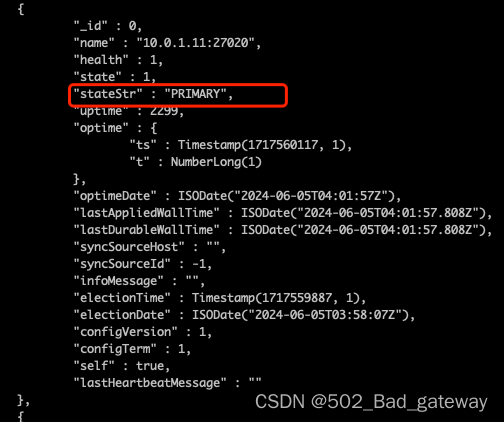 {
"_id" : 0,
"name" : "10.0.1.11:27020",
"health" : 1,
"state" : 1,
"stateStr" : "PRIMARY",
"uptime" : 2299,
"optime" : {
"ts" : Timestamp(1717560117, 1),
"t" : NumberLong(1)
},
"optimeDate" : ISODate("2024-06-05T04:01:57Z"),
"lastAppliedWallTime" : ISODate("2024-06-05T04:01:57.808Z"),
"lastDurableWallTime" : ISODate("2024-06-05T04:01:57.808Z"),
"syncSourceHost" : "",
"syncSourceId" : -1,
"infoMessage" : "",
"electionTime" : Timestamp(1717559887, 1),
"electionDate" : ISODate("2024-06-05T03:58:07Z"),
"configVersion" : 1,
"configTerm" : 1,
"self" : true,
"lastHeartbeatMessage" : ""
},
{
CSDN @502_Bad_gateway